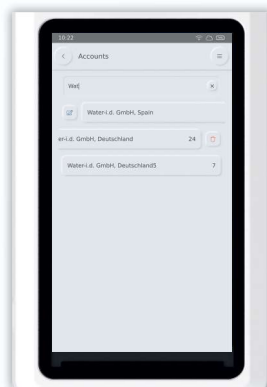 10:22
Accounts
Wat
Water-i.d. GmbH, Spain
er-i.d. GmbH, Deutschland 24
Water-i.d. GmbH, Deutschland5 7